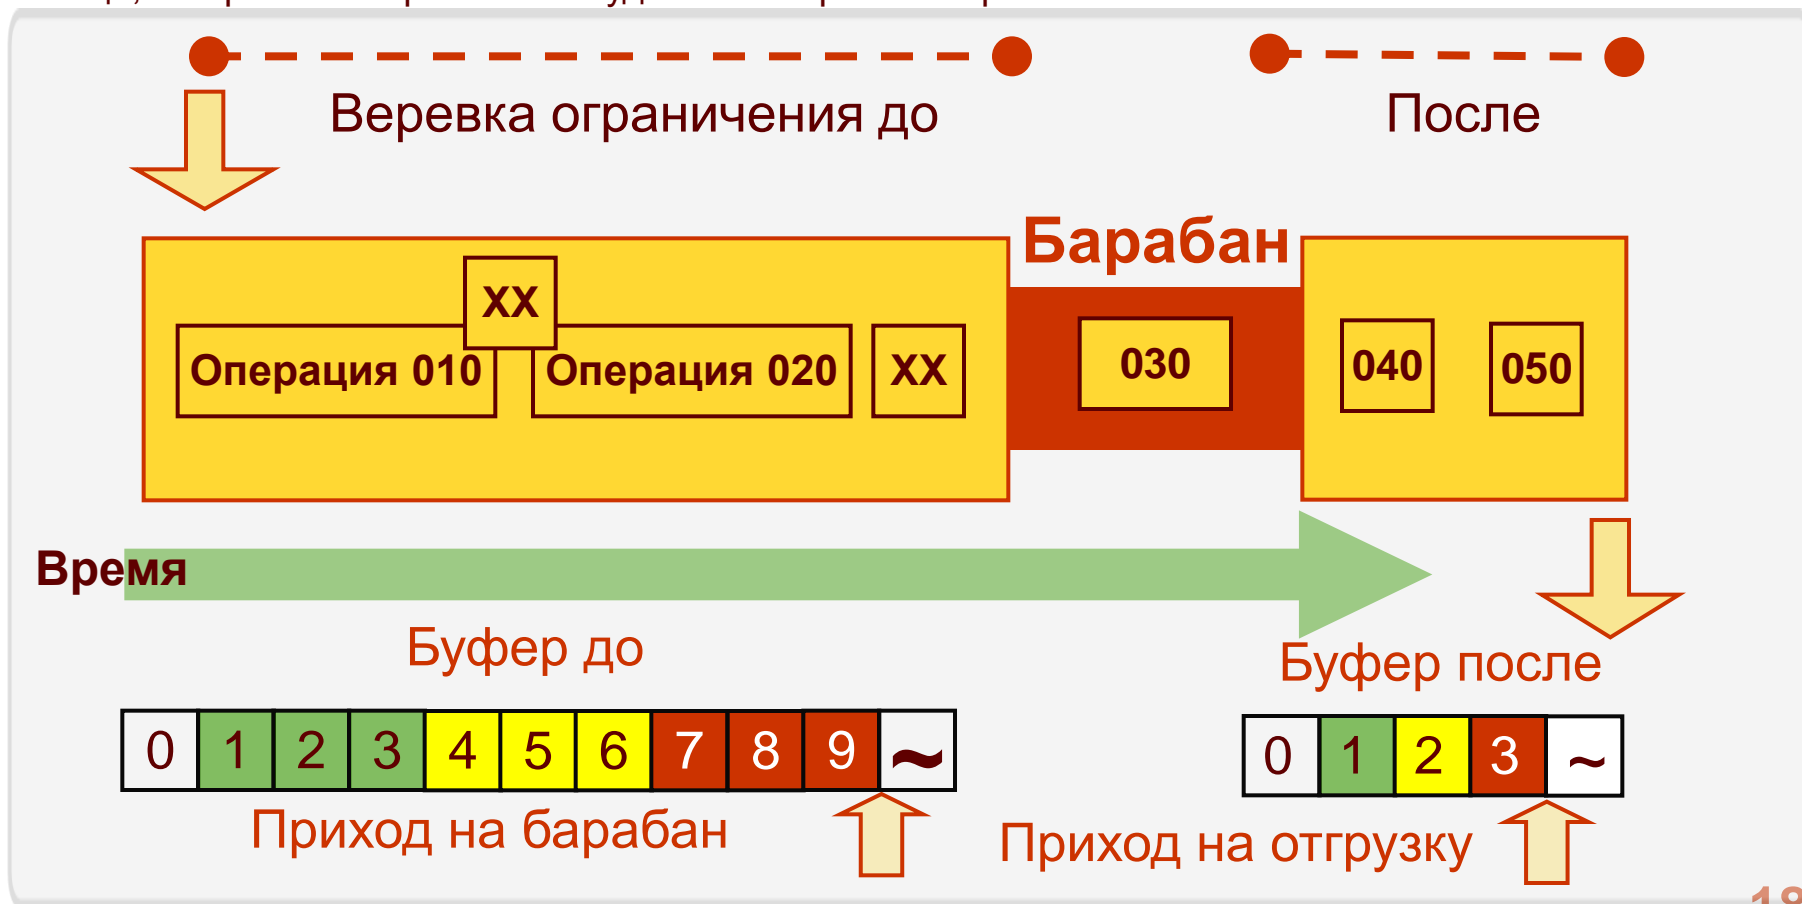 Веревка ограничения до
После
Барабан
XX
Операция 010
Операция 020
XX
030
040
050
Время
Буфер до
Буфер после
0 1 2 3 4 5 6 7 8 9 ~
0 1 2 3 ~
Приход на барабан
Приход на отгрузку
18